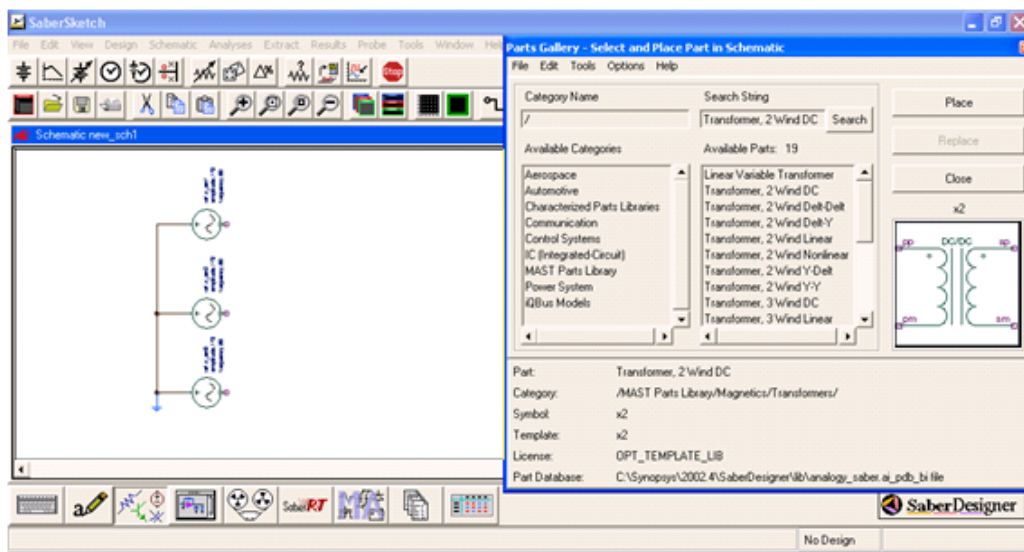 SaberSketch
File Edit View Design Schematic Analyses Extract Results Probe Tools Window Help
Stop
Schematic new_sch1
Parts Gallery - Select and Place Part in Schematic
File Edit Tools Options Help
Category Name
/
Search String
Transformer, 2 Wind DC
Search
Available Categories
Aerospace
Automotive
Characterized Parts Libraries
Communication
Control Systems
IC (Integrated-Circuit)
MAST Parts Library
Power System
iQBus Models
Available Parts: 19
Linear Variable Transformer
Transformer, 2 Wind DC
Transformer, 2 Wind Delt-Delt
Transformer, 2 Wind Delt-Y
Transformer, 2 Wind Linear
Transformer, 2 Wind Nonlinear
Transformer, 2 Wind Y-Delt
Transformer, 2 Wind Y-Y
Transformer, 3 Wind DC
Transformer, 3 Wind Linear
Place
Replace
Close
x2
pp DC/DC sp
pm sm
Part: Transformer, 2 Wind DC
Category: /MAST Parts Library/Magnetics/Transformers/
Symbol: x2
Template: x2
License: OPT_TEMPLATE_LIB
Part Database: C:\Synopsys\2002.4\SaberDesigner\lib\analogy_saber.ai_pdb_bi file
a
SaberRT
SaberDesigner
No Design